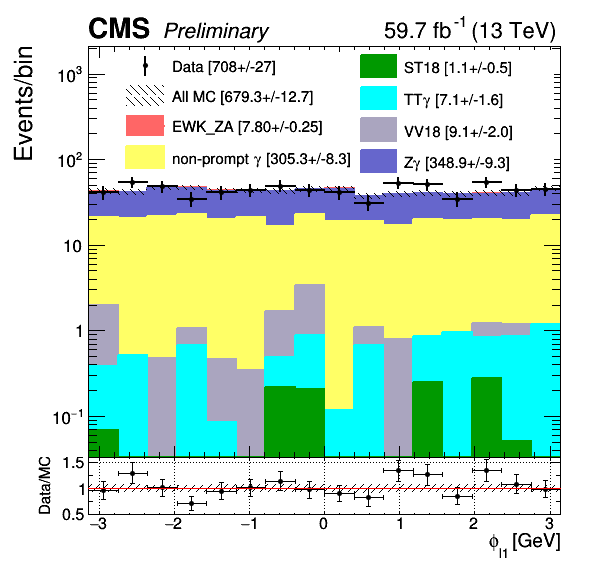 CMS Preliminary 59.7 fb⁻¹ (13 TeV)
Events/bin
Data [708+/-27]
All MC [679.3+/-12.7]
EWK_ZA [7.80+/-0.25]
non-prompt γ [305.3+/-8.3]
ST18 [1.1+/-0.5]
TTγ [7.1+/-1.6]
VV18 [9.1+/-2.0]
Zγ [348.9+/-9.3]
10³
10²
10
1
10⁻¹
Data/MC
1.5
1
0.5
−3 −2 −1 0 1 2 3
ϕ_l1 [GeV]